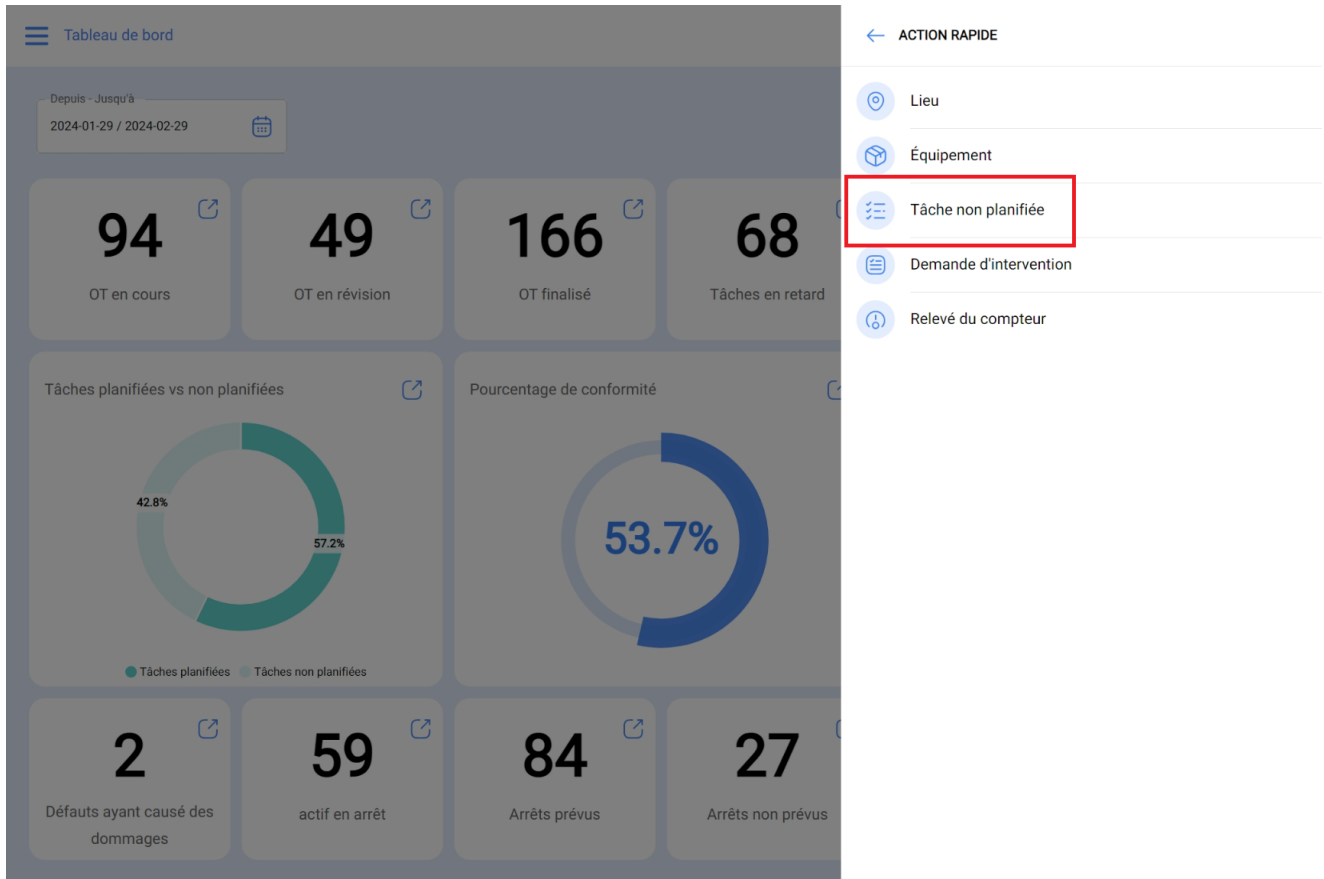 Tableau de bord
Depuis - Jusqu'à
2024-01-29 / 2024-02-29
94
OT en cours
49
OT en révision
166
OT finalisé
68
Tâches en retard
Tâches planifiées vs non planifiées
42.8%
57.2%
Tâches planifiées Tâches non planifiées
Pourcentage de conformité
53.7%
2
Défauts ayant causé des
dommages
59
actif en arrêt
84
Arrêts prévus
27
Arrêts non prévus
ACTION RAPIDE
Lieu
Équipement
Tâche non planifiée
Demande d'intervention
Relevé du compteur